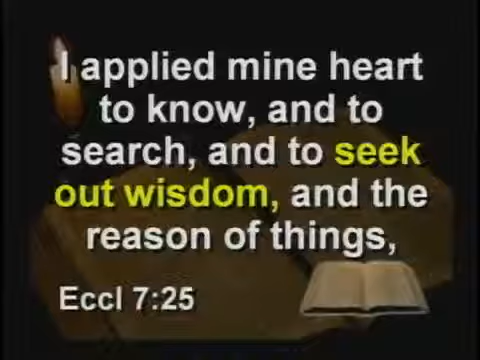 I applied mine heart
to know, and to
search, and to seek
out wisdom, and the
reason of things,
Eccl 7:25